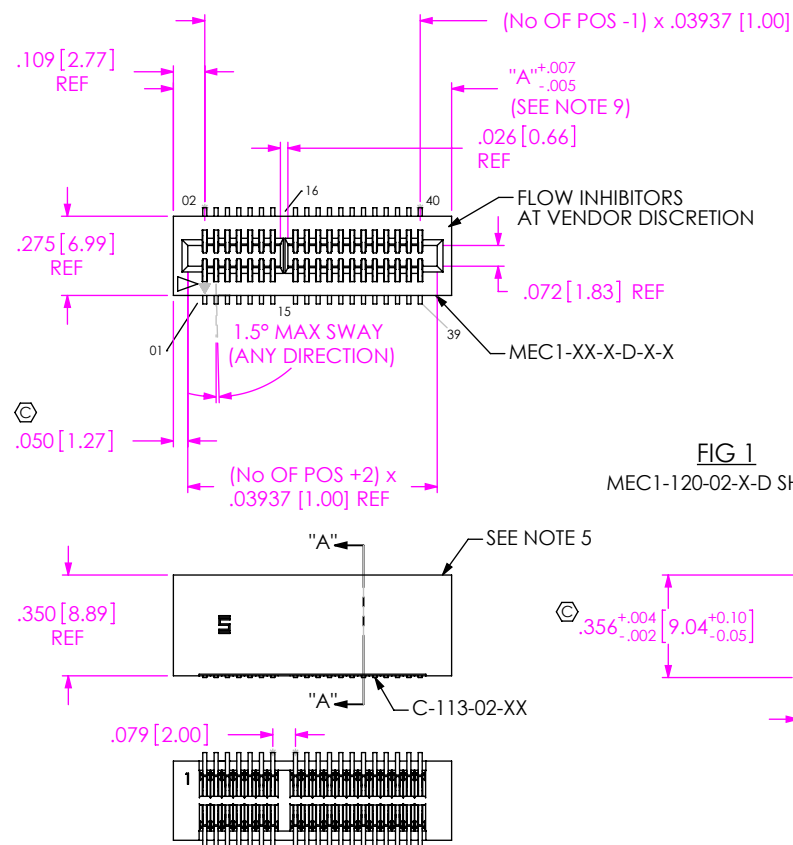 (No OF POS -1) x .03937 [1.00]
.109 [2.77]
REF
"A" +.007 -.005
(SEE NOTE 9)
.026 [0.66]
REF
02
16
40
FLOW INHIBITORS
AT VENDOR DISCRETION
.275 [6.99]
REF
.072 [1.83] REF
01
15
39
1.5° MAX SWAY
(ANY DIRECTION)
MEC1-XX-X-D-X-X
C
.050 [1.27]
(No OF POS +2) x
.03937 [1.00] REF
FIG 1
MEC1-120-02-X-D SH
"A"
SEE NOTE 5
.350 [8.89]
REF
C
.356 +.004 -.002 [9.04 +0.10 -0.05]
"A"
C-113-02-XX
.079 [2.00]
1